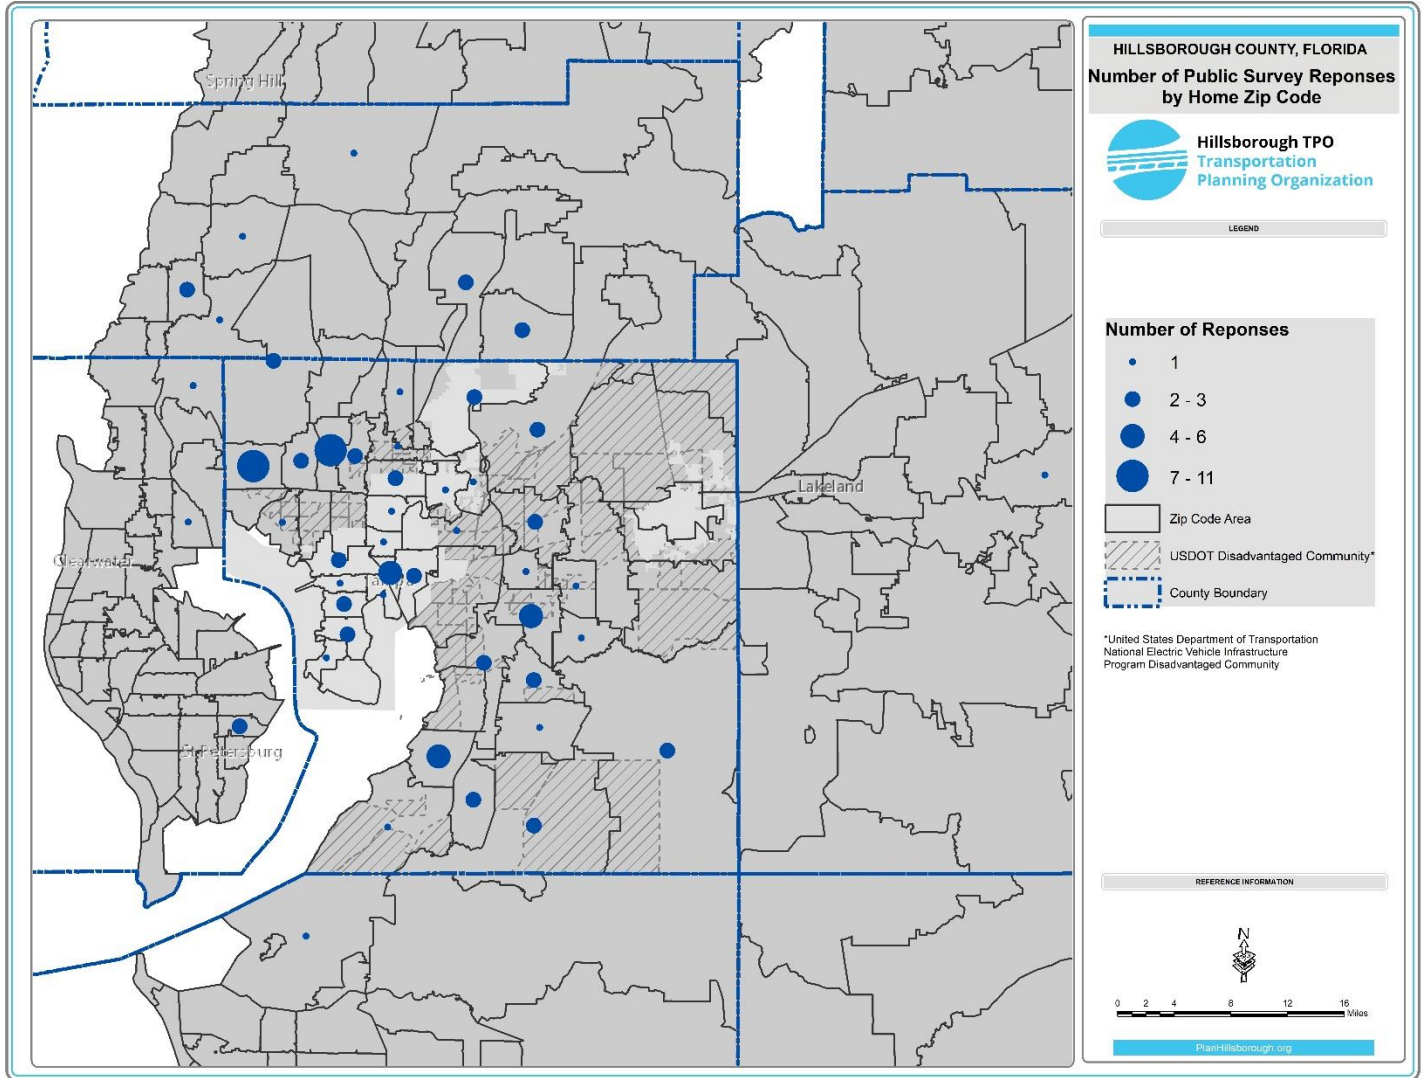 Spring Hill
Lakeland
Clearwater
Tampa
St Petersburg
HILLSBOROUGH COUNTY, FLORIDA
Number of Public Survey Reponses
by Home Zip Code
Hillsborough TPO
Transportation
Planning Organization
LEGEND
Number of Reponses
1
2 - 3
4 - 6
7 - 11
Zip Code Area
USDOT Disadvantaged Community*
County Boundary
*United States Department of Transportation
National Electric Vehicle Infrastructure
Program Disadvantaged Community
REFERENCE INFORMATION
N
0 2 4 8 12 16
Miles
PlanHillsborough.org